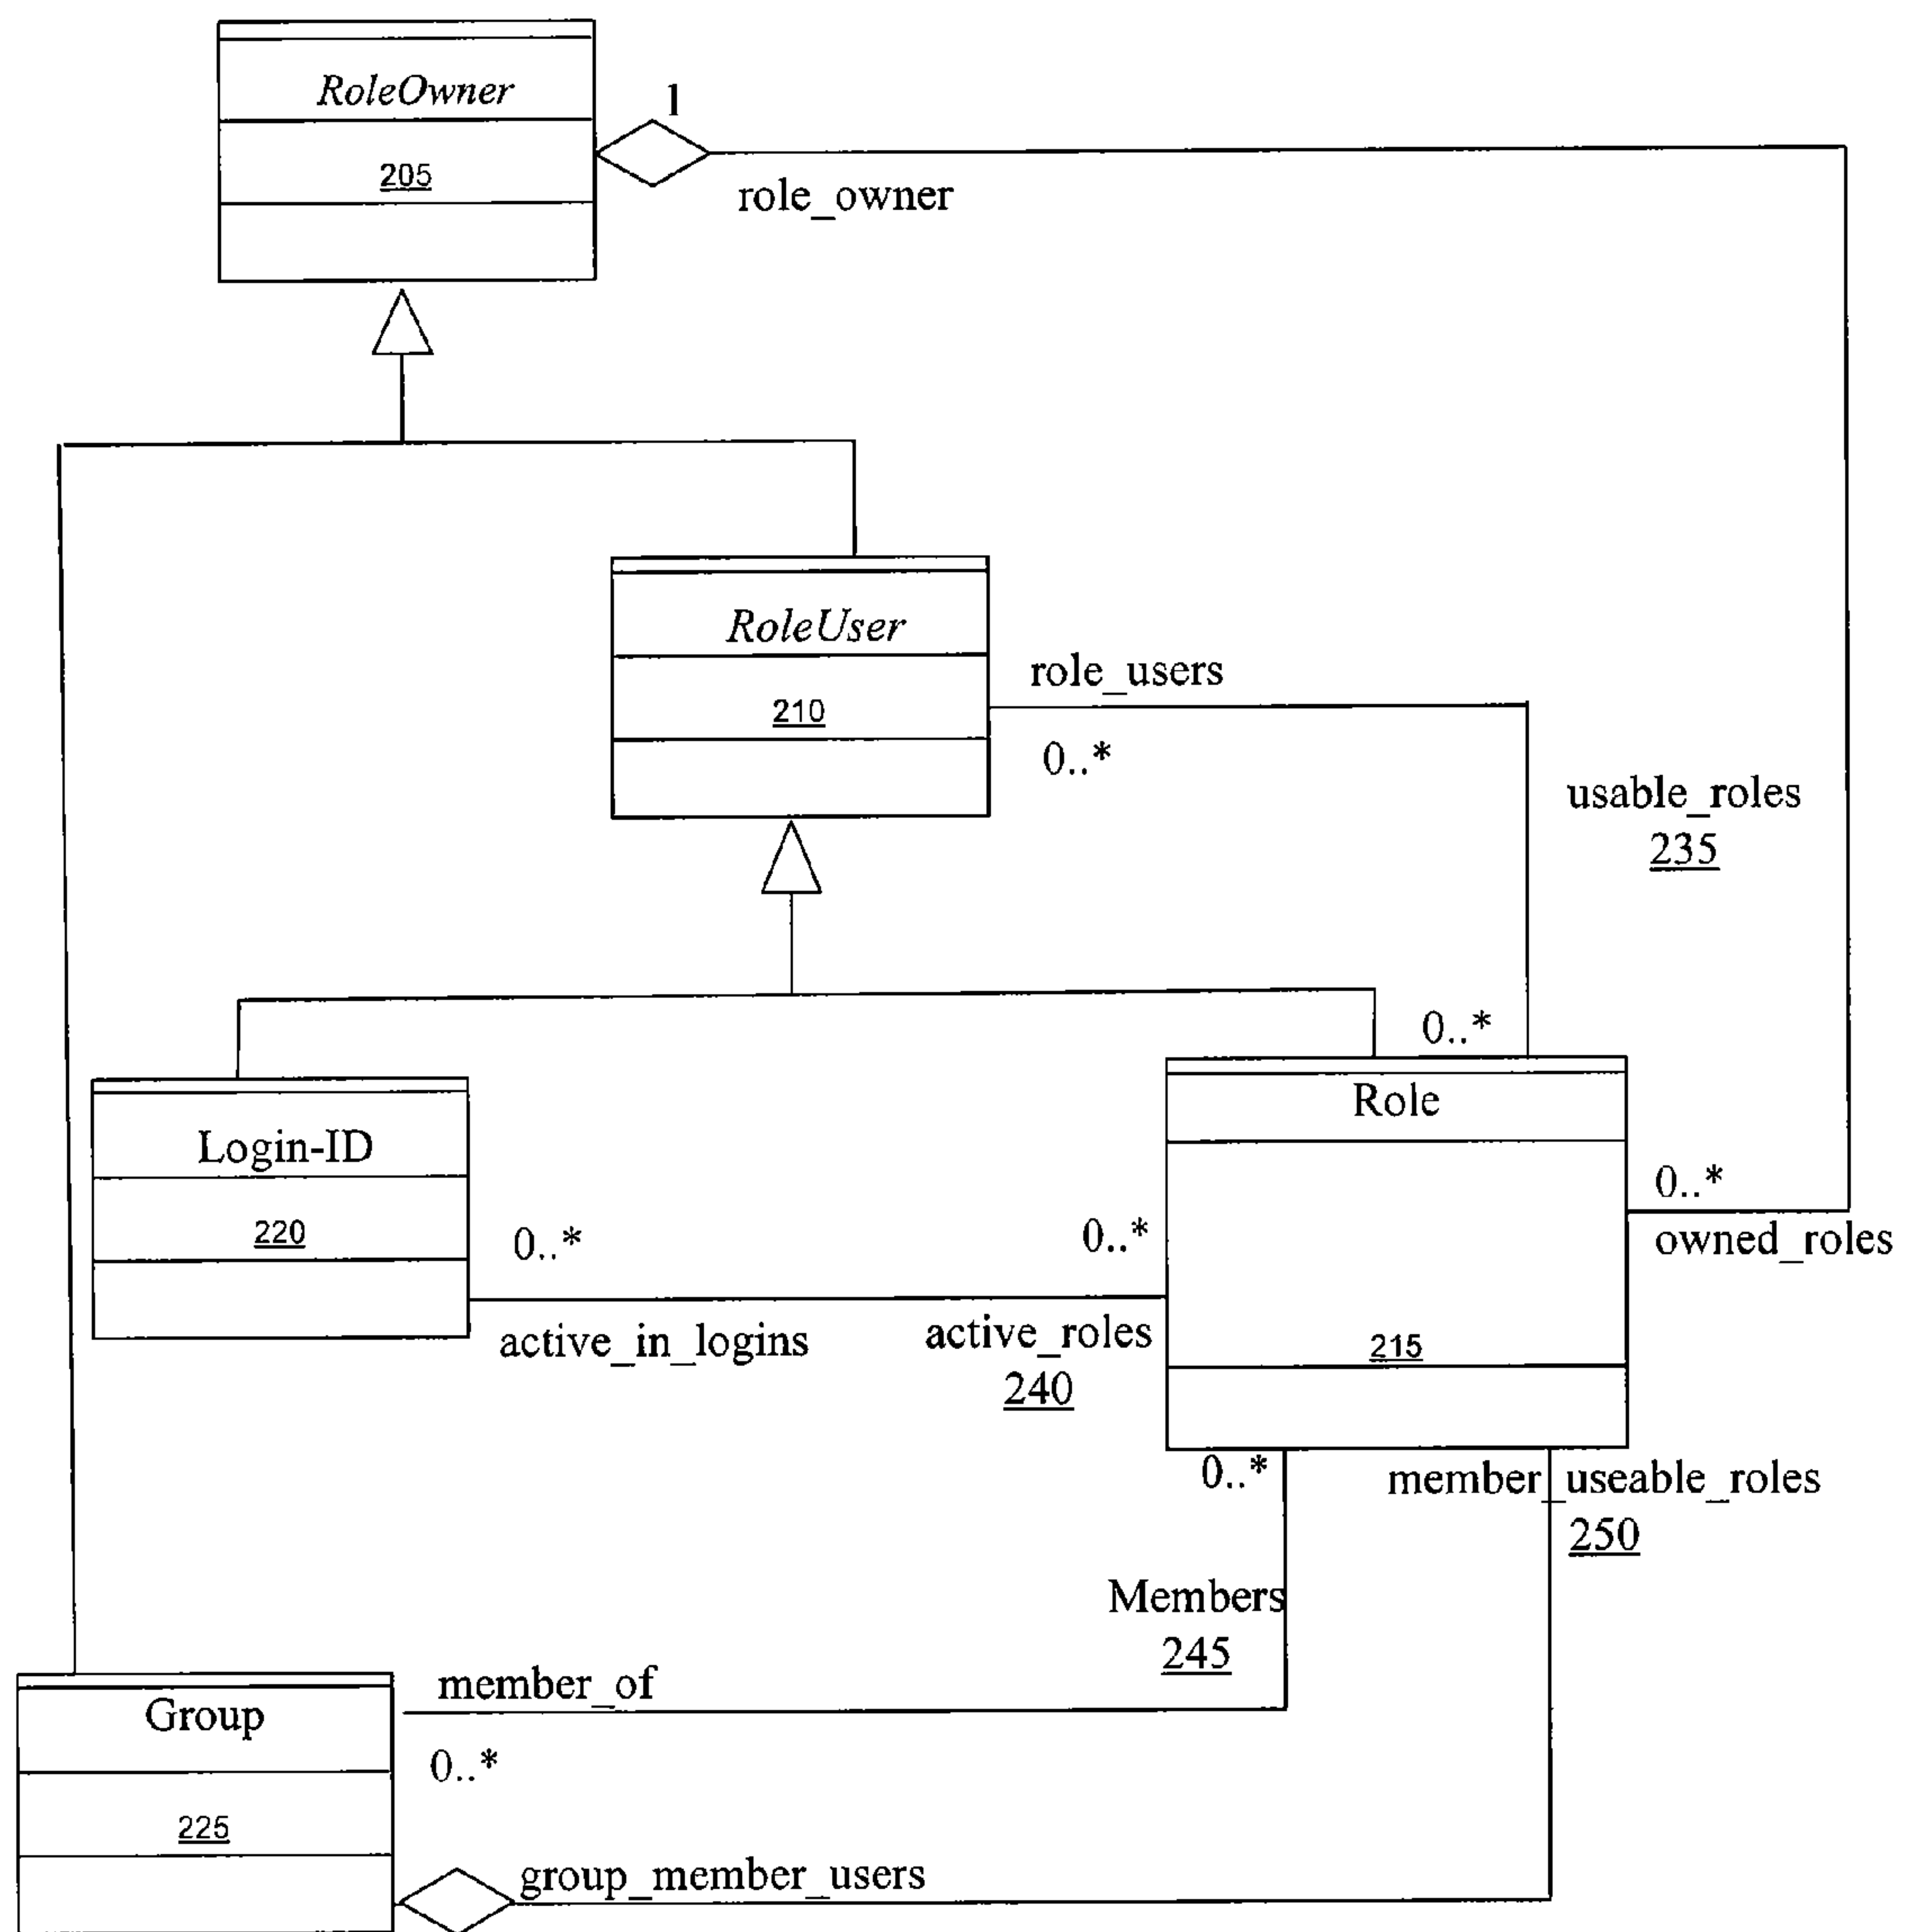 RoleOwner
1
205
role_owner
RoleUser
role_users
210
0..*
usable_roles
235
0..*
Role
Login-ID
0..*
220
0..*
0..*
owned_roles
active_in_logins
active_roles
215
240
0..*
member_useable_roles
250
Members
245
member_of
Group
0..*
225
group_member_users